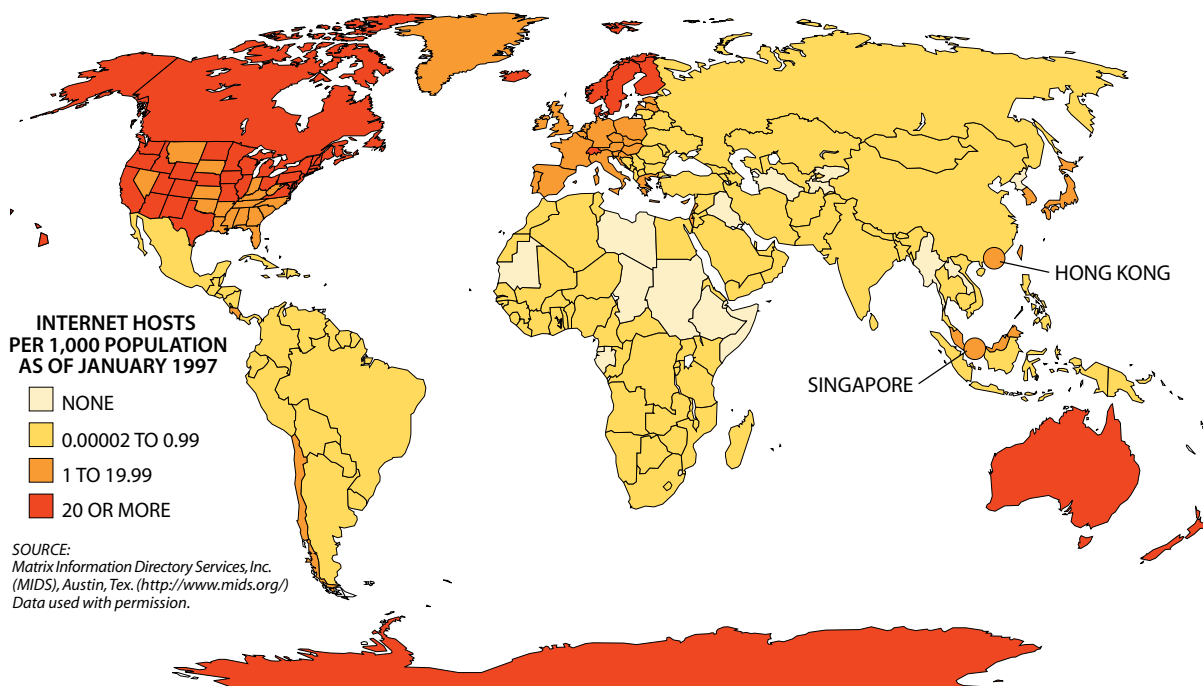 HONG KONG
SINGAPORE
INTERNET HOSTS
PER 1,000 POPULATION
AS OF JANUARY 1997
NONE
0.00002 TO 0.99
1 TO 19.99
20 OR MORE
SOURCE:
Matrix Information Directory Services, Inc.
(MIDS), Austin, Tex. (http://www.mids.org/)
Data used with permission.